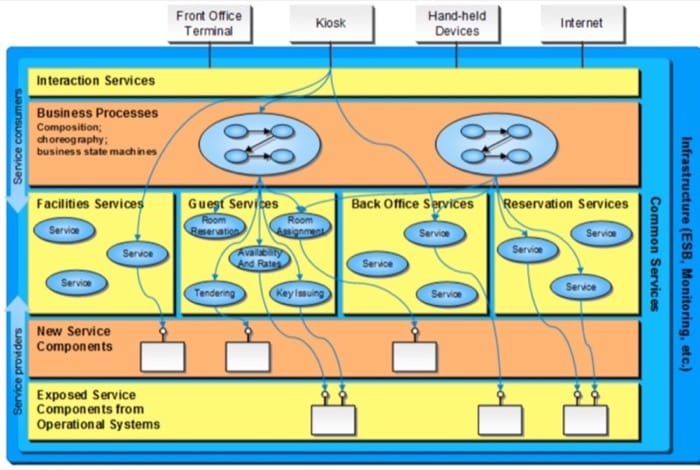 Front Office
Terminal
Kiosk
Hand-held
Devices
Internet
Interaction Services
Business Processes
Composition;
choreography;
business state machines
Service consumers
Facilities Services
Service
Service
Service
Guest Services
Room
Reservation
Room
Assignment
Availability
And Rates
Tendering
Key Issuing
Back Office Services
Service
Service
Service
Reservation Services
Service
Service
Service
Service providers
New Service
Components
Exposed Service
Components from
Operational Systems
Common Services
Infrastructure (ESB, Monitoring, etc.)